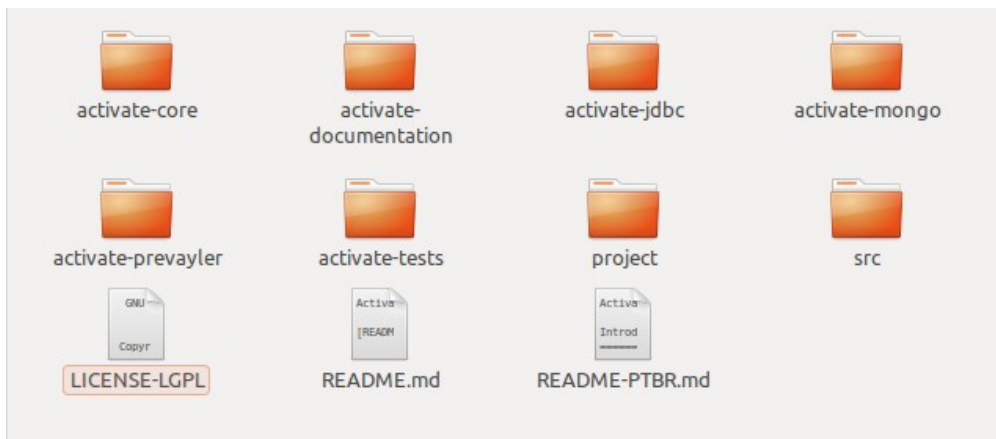 activate-core
activate-
documentation
activate-jdbc
activate-mongo
activate-prevayler
activate-tests
project
src
GNU
Copyr
LICENSE-LGPL
Activa
[READM
README.md
Activa
Introd
======
README-PTBR.md